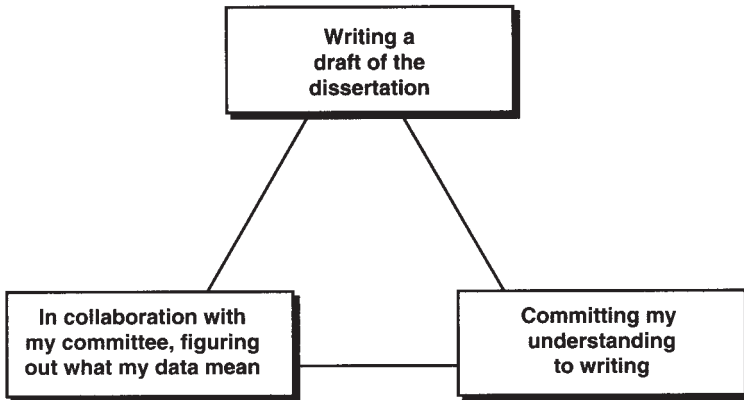 Writing a
draft of the
dissertation
In collaboration with
my committee, figuring
out what my data mean
Committing my
understanding
to writing